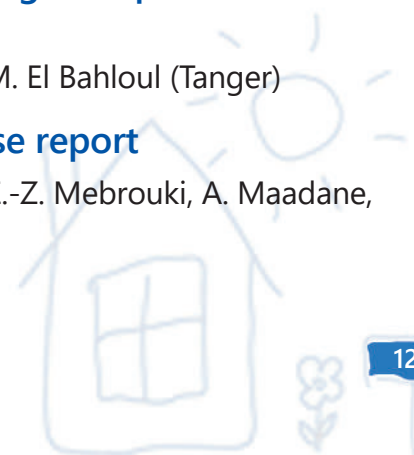 M. El Bahloul (Tanger)
se report
.-Z. Mebrouki, A. Maadane,
12